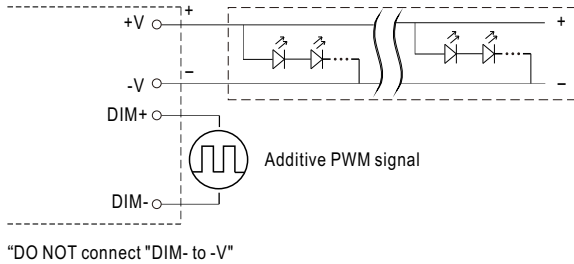 +V
+
+
-V
–
–
DIM+
Additive PWM signal
DIM-
“DO NOT connect "DIM- to -V"